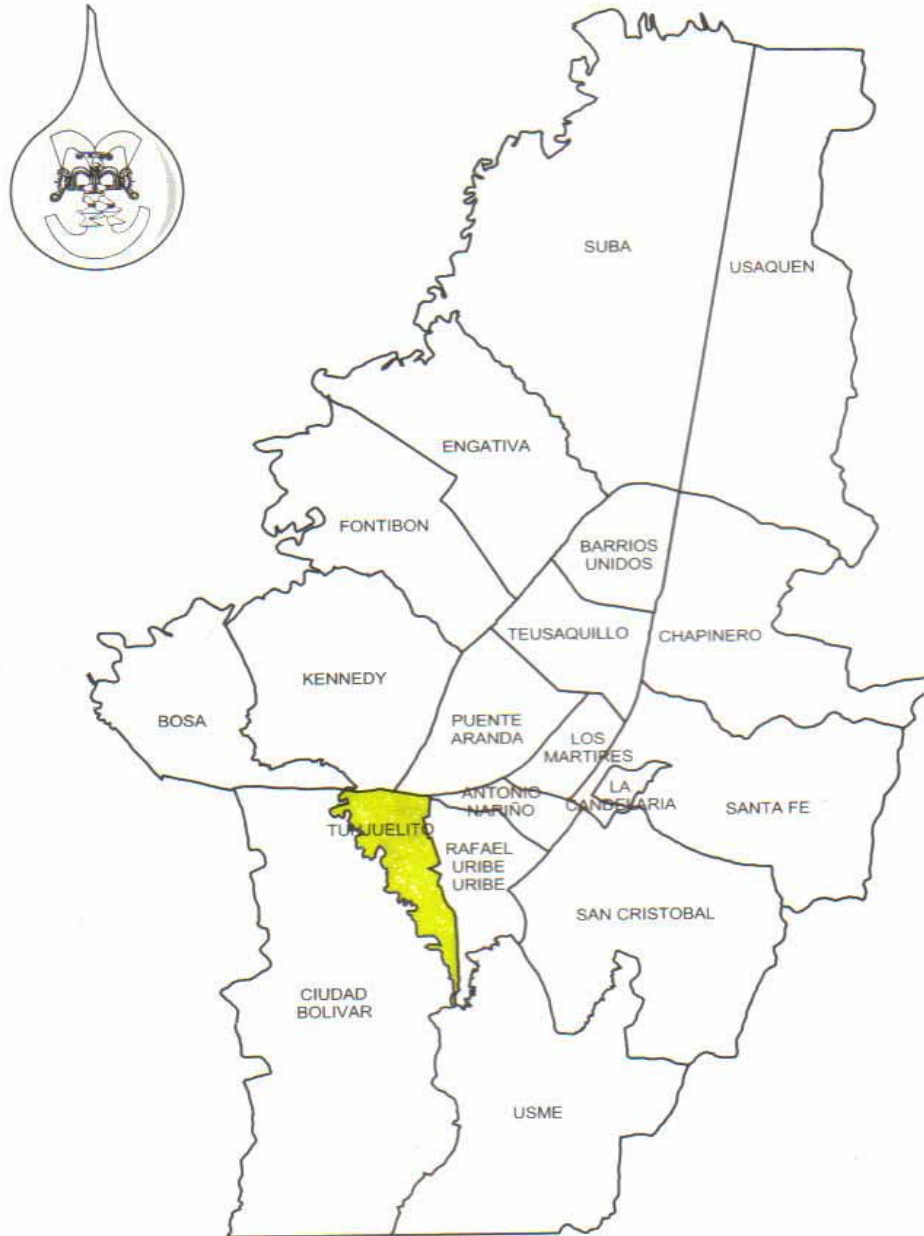 SUBA
USAQUEN
ENGATIVA
FONTIBON
BARRIOS
UNIDOS
TEUSAQUILLO
CHAPINERO
KENNEDY
BOSA
PUENTE
ARANDA
LOS
MARTIRES
LA
CANDELARIA
ANTONIO
NARIÑO
SANTA FE
TUNJUELITO
RAFAEL
URIBE
URIBE
SAN CRISTOBAL
CIUDAD
BOLIVAR
USME